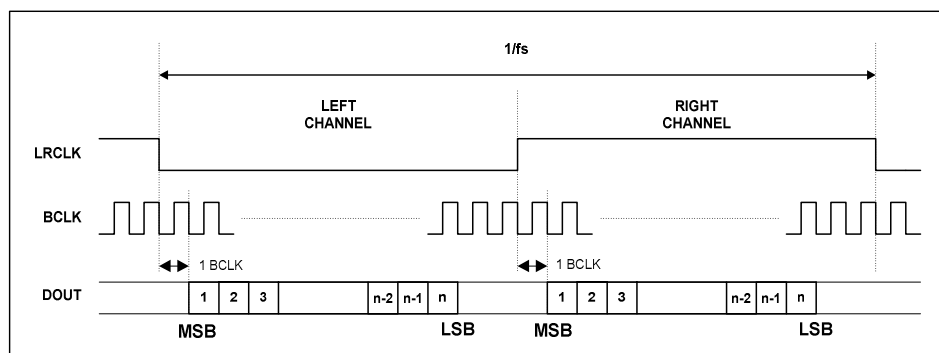 1/fs
LEFT
CHANNEL
RIGHT
CHANNEL
LRCLK
BCLK
1 BCLK
1 BCLK
DOUT
1 2 3 n-2 n-1 n 1 2 3 n-2 n-1 n
MSB LSB MSB LSB